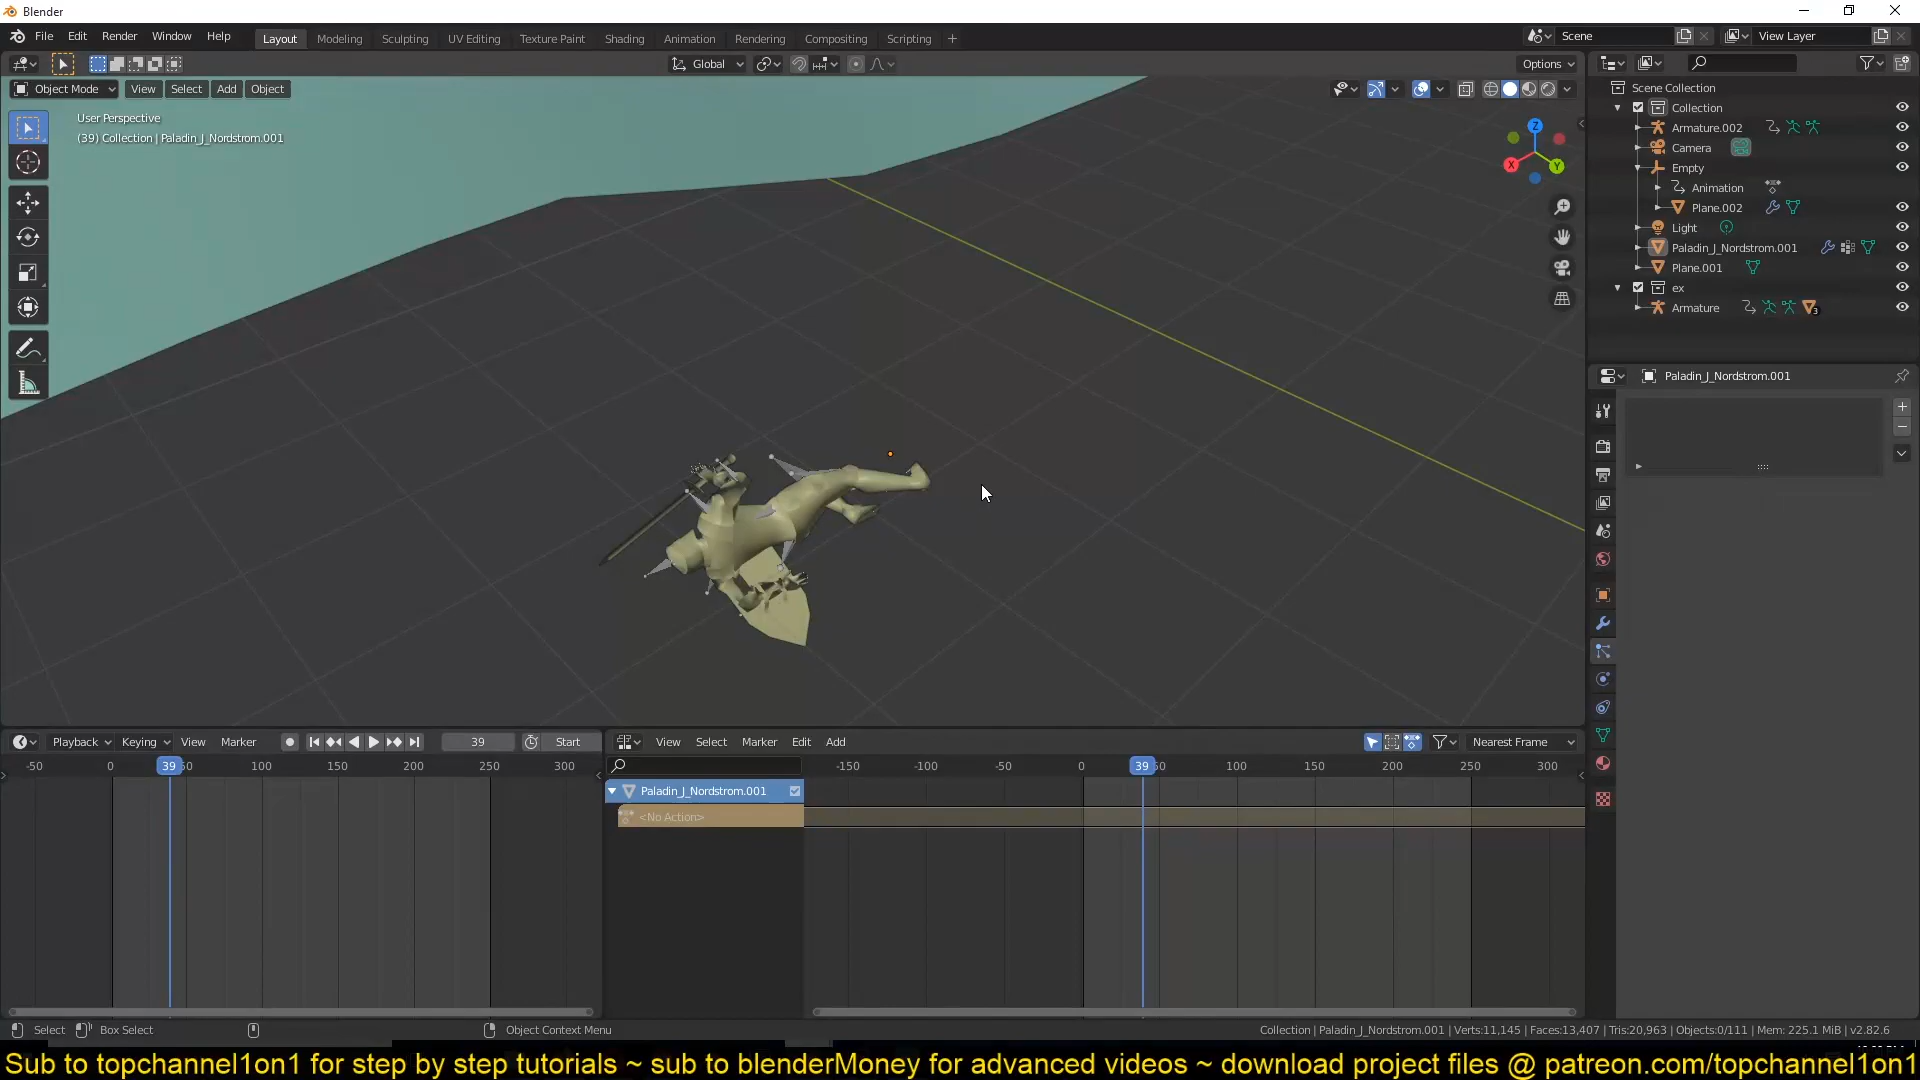 Blender
File Edit Render Window Help Layout Modeling Sculpting UV Editing Texture Paint Shading Animation Rendering Compositing Scripting + Scene View Layer
Global Options
Object Mode View Select Add Object
User Perspective
(39) Collection | Paladin_J_Nordstrom.001
Z
X
Y
Scene Collection
Collection
Armature.002
Camera
Empty
Animation
Plane.002
Light
Paladin_J_Nordstrom.001
Plane.001
ex
Armature 3
Paladin_J_Nordstrom.001
Playback Keying View Marker 39 Start
-50 0 39 50 100 150 200 250 300
View Select Marker Edit Add Nearest Frame
-150 -100 -50 0 39 50 100 150 200 250 300
Paladin_J_Nordstrom.001
<No Action>
Select Box Select Object Context Menu
Collection | Paladin_J_Nordstrom.001 | Verts:11,145 | Faces:13,407 | Tris:20,963 | Objects:0/111 | Mem: 225.1 MiB | v2.82.6
Sub to topchannel1on1 for step by step tutorials ~ sub to blenderMoney for advanced videos ~ download project files @ patreon.com/topchannel1on1